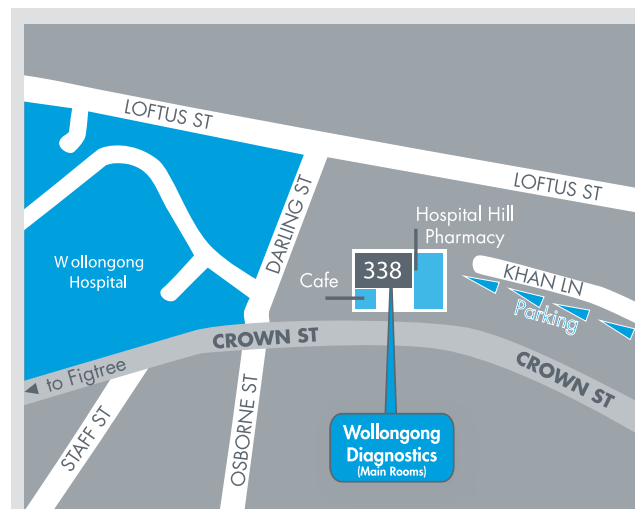 LOFTUS ST
LOFTUS ST
DARLING ST
Hospital Hill
Pharmacy
Wollongong
Hospital
338
Cafe
KHAN LN
Parking
CROWN ST
CROWN ST
to Figtree
STAFF ST
OSBORNE ST
Wollongong
Diagnostics
(Main Rooms)